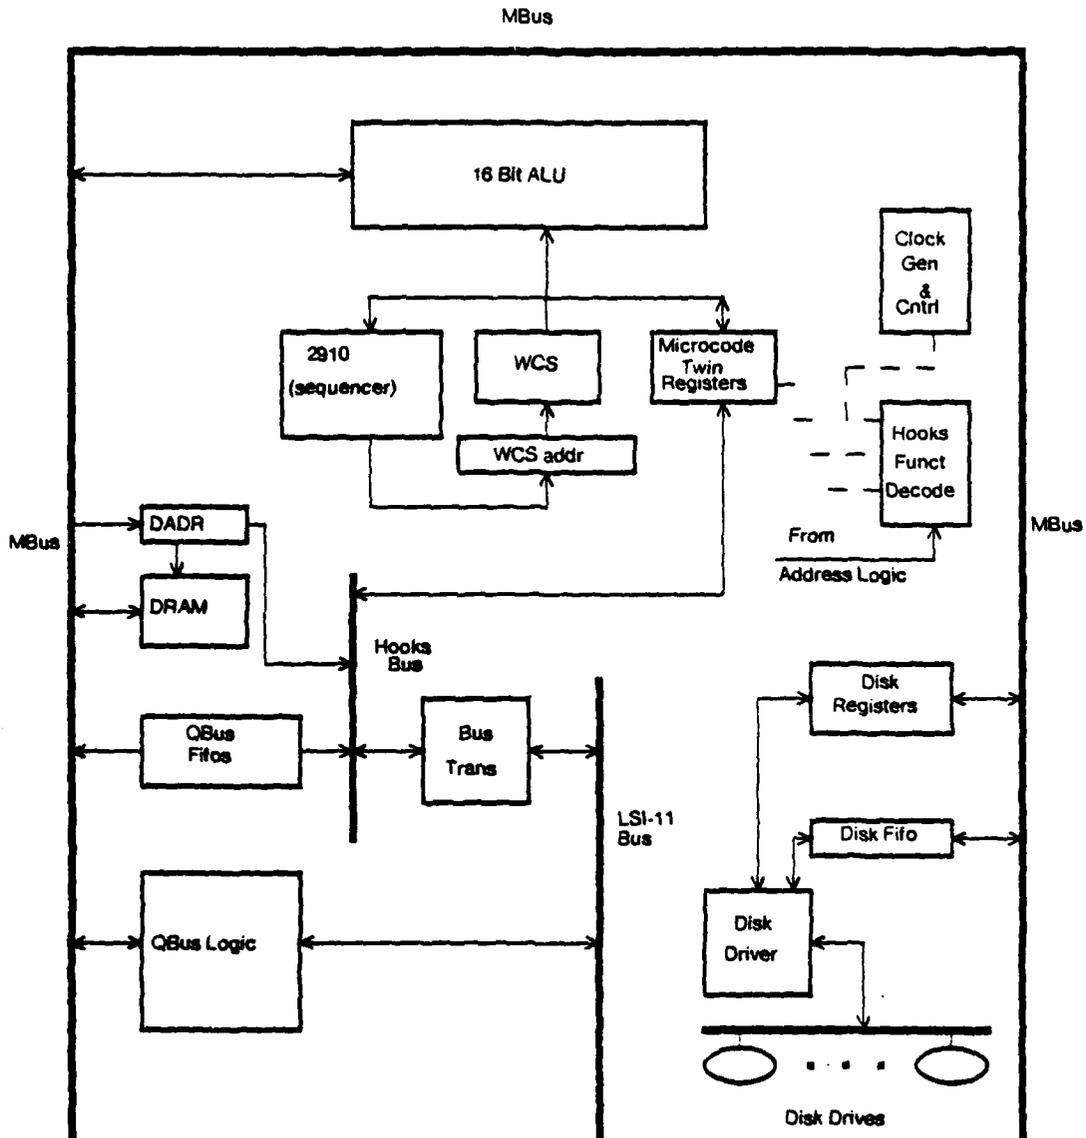 MBus
16 Bit ALU
Clock
Gen
&
Cntrl
2910
(sequencer)
WCS
Microcode
Twin
Registers
WCS addr
Hooks
Funct
Decode
From
Address Logic
MBus
MBus
DADR
DRAM
Hooks
Bus
QBus
Fifos
Bus
Trans
Disk
Registers
LSI-11
Bus
Disk Fifo
QBus Logic
Disk
Driver
Disk Drives